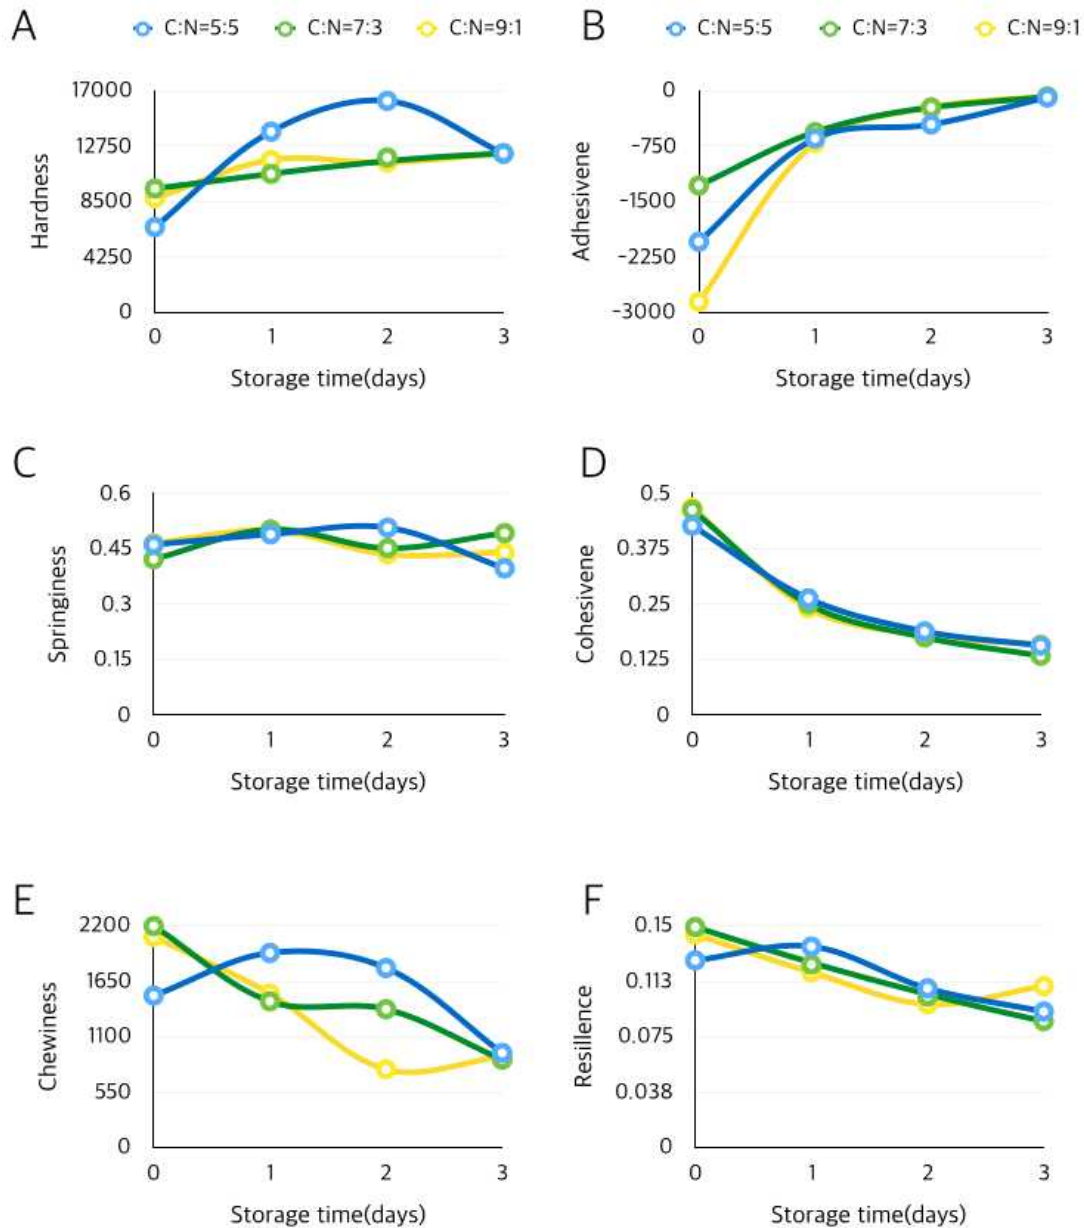 A
C:N=5:5 C:N=7:3 C:N=9:1
17000
12750
8500
4250
0
Hardness
0 1 2 3
Storage time(days)
B
C:N=5:5 C:N=7:3 C:N=9:1
0
-750
-1500
-2250
-3000
Adhesivene
0 1 2 3
Storage time(days)
C
0.6
0.45
0.3
0.15
0
Springiness
0 1 2 3
Storage time(days)
D
0.5
0.375
0.25
0.125
0
Cohesivene
0 1 2 3
Storage time(days)
E
2200
1650
1100
550
0
Chewiness
0 1 2 3
Storage time(days)
F
0.15
0.113
0.075
0.038
0
Resillence
0 1 2 3
Storage time(days)